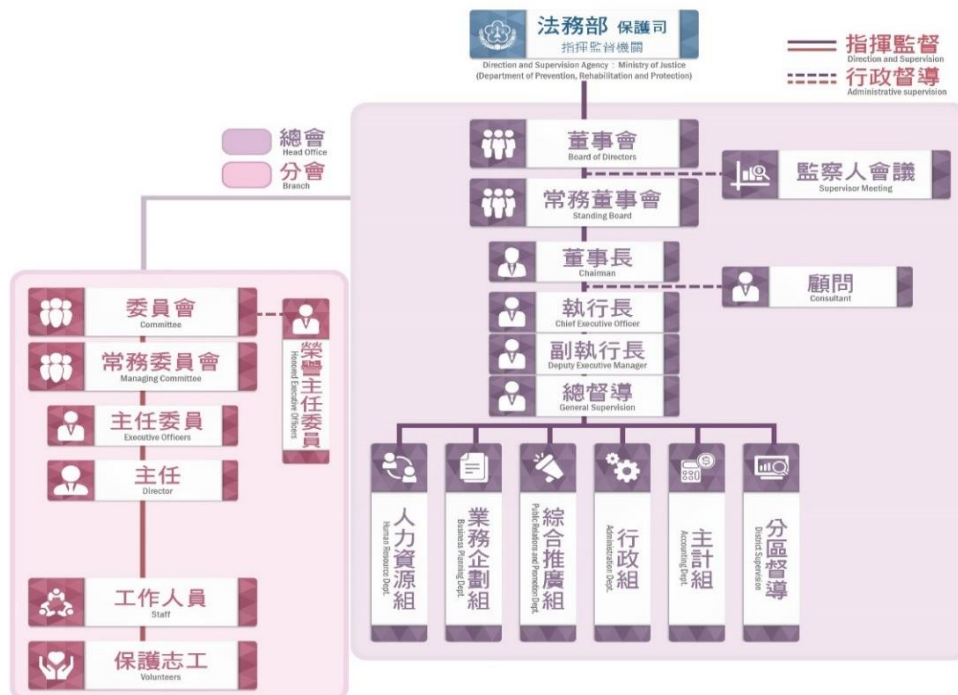 法務部 保護司
指揮監督機關
Direction and Supervision Agency：Ministry of Justice
(Department of Prevention, Rehabilitation and Protection)
指揮監督
Direction and Supervision
行政督導
Administrative supervision
總會
Head Office
分會
Branch
董事會
Board of Directors
監察人會議
Supervisor Meeting
常務董事會
Standing Board
董事長
Chairman
顧問
Consultant
執行長
Chief Executive Officer
副執行長
Deputy Executive Manager
總督導
General Supervision
人力資源組
Human Resource Dept.
業務企劃組
Business Planning Dept.
綜合推廣組
Public Relations and Promotion Dept.
行政組
Administration Dept.
主計組
Accounting Dept.
分區督導
District Supervision
委員會
Committee
榮譽主任委員
Honored Executive Officers
常務委員會
Managing Committee
主任委員
Executive Officers
主任
Director
工作人員
Staff
保護志工
Volunteers